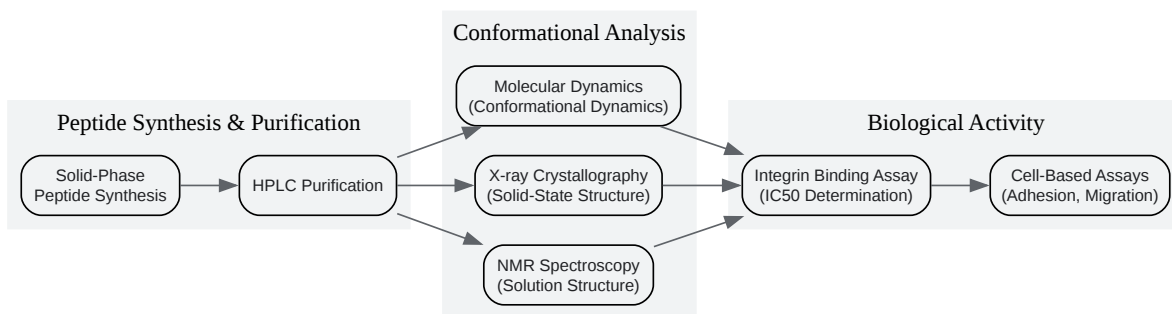 Peptide Synthesis & Purification
Solid-Phase
Peptide Synthesis
HPLC Purification
Conformational Analysis
Molecular Dynamics
(Conformational Dynamics)
X-ray Crystallography
(Solid-State Structure)
NMR Spectroscopy
(Solution Structure)
Biological Activity
Integrin Binding Assay
(IC50 Determination)
Cell-Based Assays
(Adhesion, Migration)